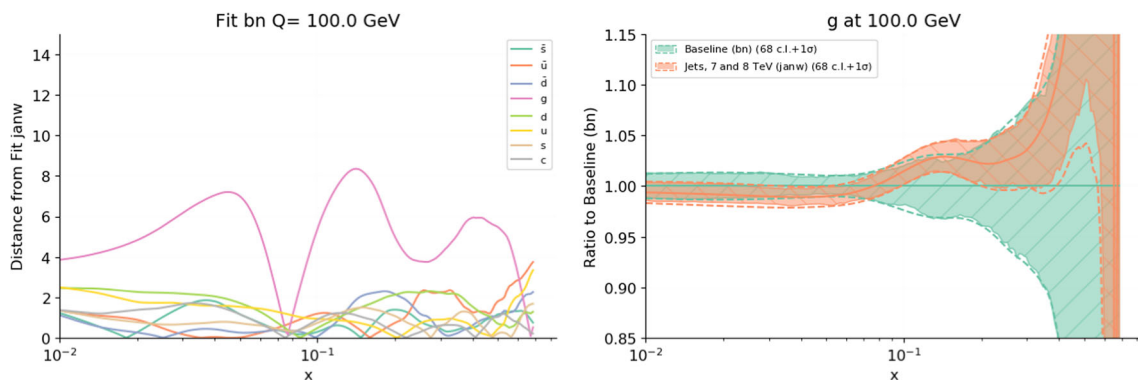 Fit bn Q= 100.0 GeV
Distance from Fit janw
14
12
10
8
6
4
2
0
10⁻²
10⁻¹
x
s̄
ū
d̄
g
d
u
s
c
g at 100.0 GeV
Ratio to Baseline (bn)
1.15
1.10
1.05
1.00
0.95
0.90
0.85
10⁻²
10⁻¹
x
Baseline (bn) (68 c.l.+1σ)
Jets, 7 and 8 TeV (janw) (68 c.l.+1σ)